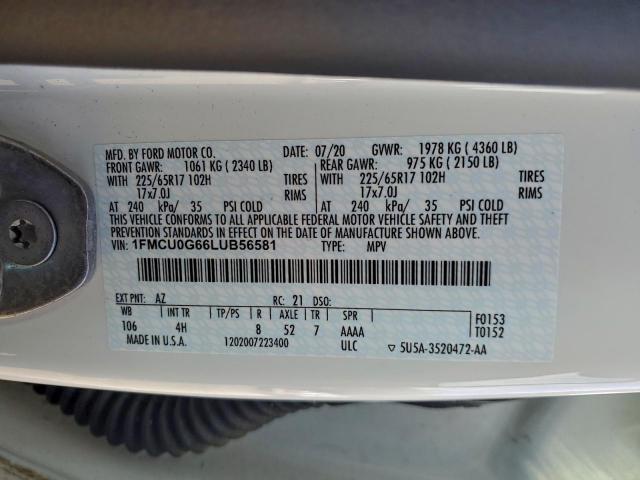 MFD. BY FORD MOTOR CO. DATE: 07/20 GVWR: 1978 KG ( 4360 LB)
FRONT GAWR: 1061 KG ( 2340 LB) REAR GAWR: 975 KG ( 2150 LB)
WITH 225/65R17 102H TIRES WITH 225/65R17 102H TIRES
17x7.0J RIMS 17x7.0J RIMS
AT 240 kPa/ 35 PSI COLD AT 240 kPa/ 35 PSI COLD
THIS VEHICLE CONFORMS TO ALL APPLICABLE FEDERAL MOTOR VEHICLE SAFETY AND THEFT
PREVENTION STANDARDS IN EFFECT ON THE DATE OF MANUFACTURE SHOWN ABOVE.
VIN: 1FMCU0G66LUB56581 TYPE: MPV
EXT PNT: AZ RC: 21 DSO:
WB INT TR TP/PS R AXLE TR SPR F0153
106 4H 8 52 7 AAAA T0152
MADE IN U.S.A. 1202007223400 ULC ▽ 5U5A-3520472-AA